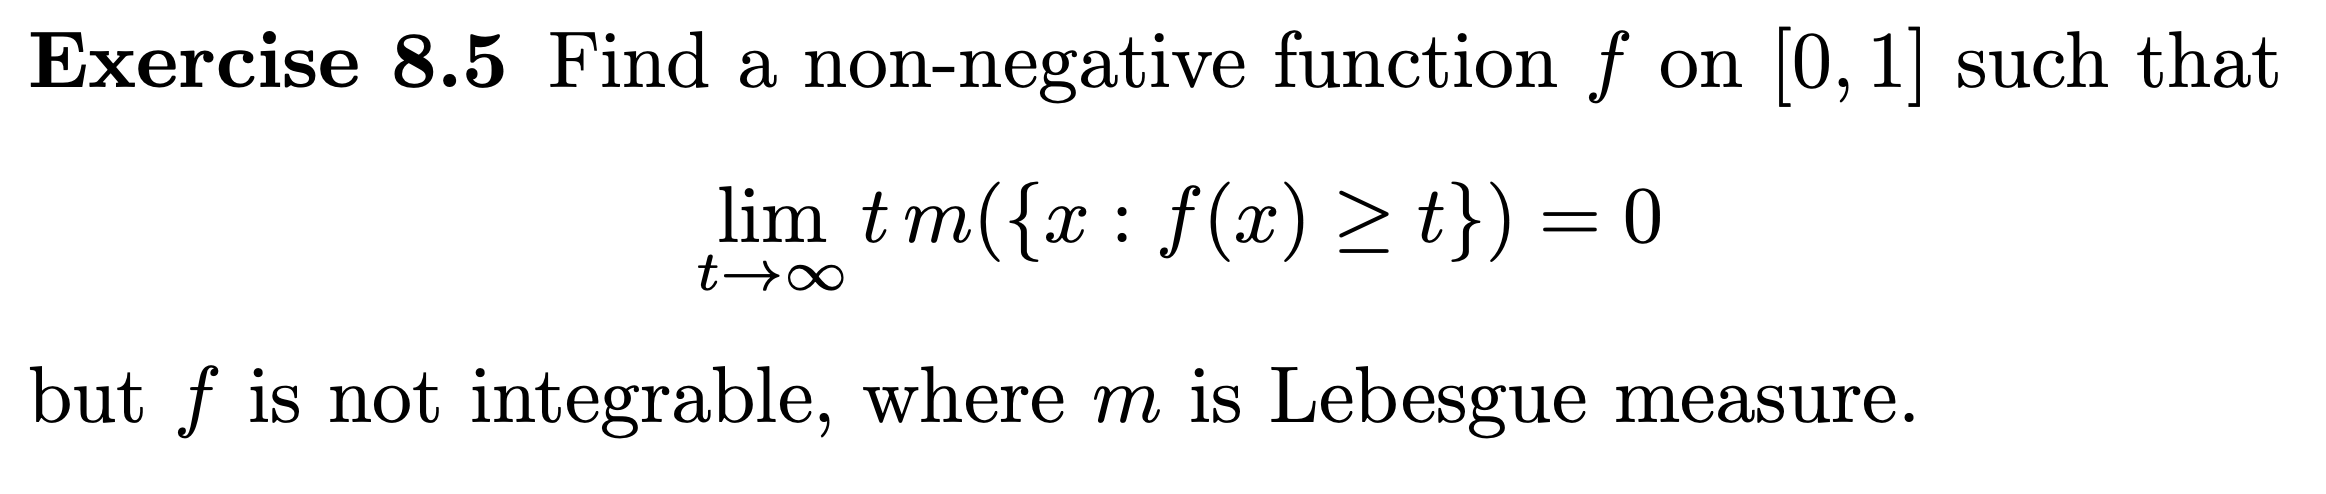 Exercise 8.5 Find a non-negative function f on [0, 1] such that
lim t→∞ t m({x : f(x) ≥ t}) = 0
but f is not integrable, where m is Lebesgue measure.